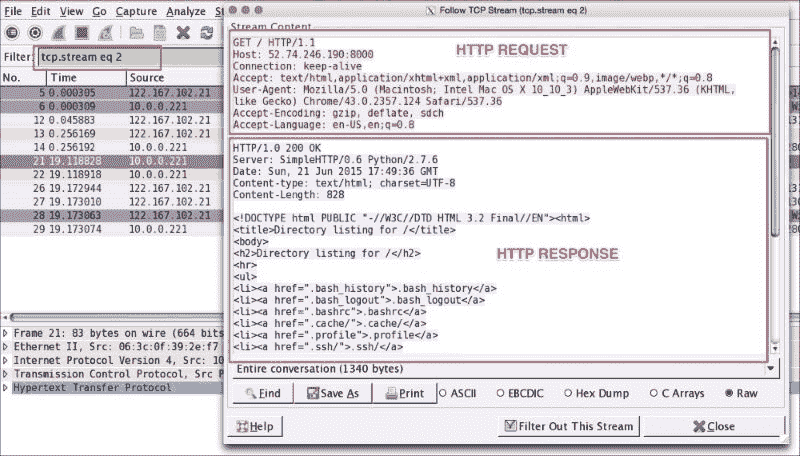 File Edit View Go Capture Analyze
Filter: tcp.stream eq 2
No. Time Source
5 0.000305 122.167.102.21
6 0.000309 10.0.0.221
12 0.045883 122.167.102.21
13 0.256169 122.167.102.21
14 0.256192 10.0.0.221
21 19.118828 10.0.0.221
22 19.118918 10.0.0.221
26 19.172944 122.167.102.21
27 19.173010 122.167.102.21
28 19.173063 122.167.102.21
29 19.173074 10.0.0.221
Frame 21: 83 bytes on wire (664 bits
Ethernet II, Src: 06:3c:0f:39:2e:f7
Internet Protocol Version 4, Src: 10
Transmission Control Protocol, Src P
Hypertext Transfer Protocol
Follow TCP Stream (tcp.stream eq 2)
Stream Content
GET / HTTP/1.1
HTTP REQUEST
Host: 52.74.246.190:8000
Connection: keep-alive
Accept: text/html,application/xhtml+xml,application/xml;q=0.9,image/webp,*/*;q=0.8
User-Agent: Mozilla/5.0 (Macintosh; Intel Mac OS X 10_10_3) AppleWebKit/537.36 (KHTML,
like Gecko) Chrome/43.0.2357.124 Safari/537.36
Accept-Encoding: gzip, deflate, sdch
Accept-Language: en-US,en;q=0.8
HTTP/1.0 200 OK
Server: SimpleHTTP/0.6 Python/2.7.6
Date: Sun, 21 Jun 2015 17:49:36 GMT
Content-type: text/html; charset=UTF-8
Content-Length: 828
<!DOCTYPE html PUBLIC "-//W3C//DTD HTML 3.2 Final//EN"><html>
<title>Directory listing for /</title>
<body>
<h2>Directory listing for /</h2>
HTTP RESPONSE
<hr>
<ul>
<li><a href=".bash_history">.bash_history</a>
<li><a href=".bash_logout">.bash_logout</a>
<li><a href=".bashrc">.bashrc</a>
<li><a href=".cache/">.cache/</a>
<li><a href=".profile">.profile</a>
<li><a href=".ssh/">.ssh/</a>
Entire conversation (1340 bytes)
Find Save As Print ASCII EBCDIC Hex Dump C Arrays Raw
Help Filter Out This Stream Close